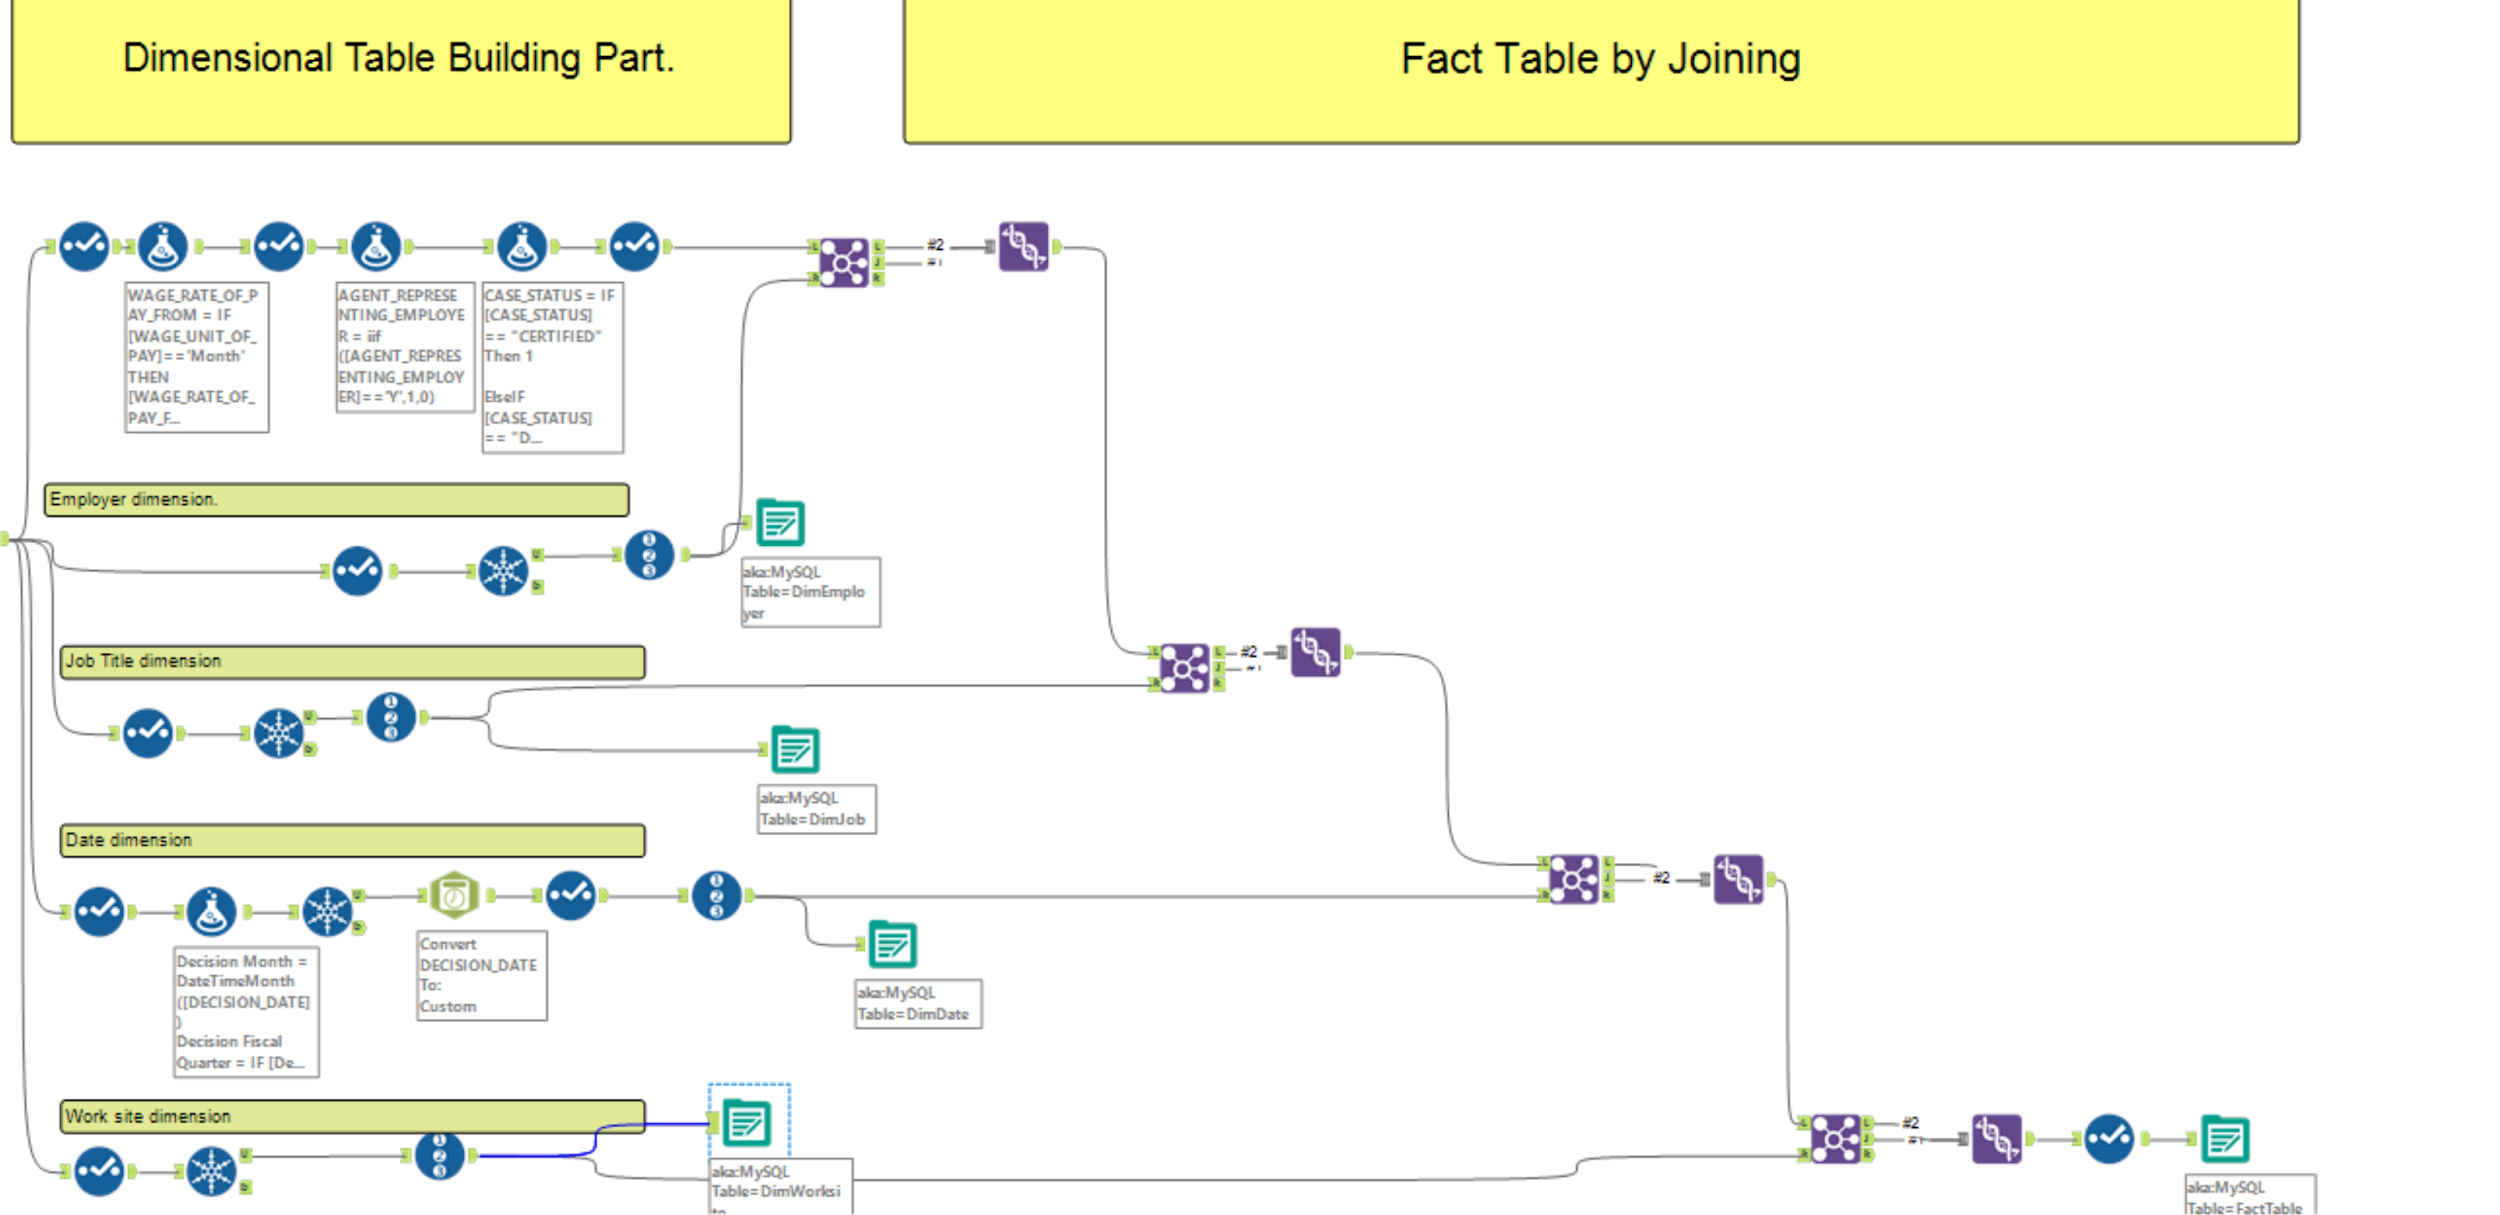 Dimensional Table Building Part.
Fact Table by Joining
#2
#1
WAGE_RATE_OF_P
AY_FROM = IF
[WAGE_UNIT_OF_
PAY]=='Month'
THEN
[WAGE_RATE_OF_
PAY_F...
AGENT_REPRESE
NTING_EMPLOYE
R = iif
([AGENT_REPRES
ENTING_EMPLOY
ER]=='Y',1,0)
CASE_STATUS = IF
[CASE_STATUS]
== "CERTIFIED"
Then 1
ElseIF
[CASE_STATUS]
== "D...
Employer dimension.
aka:MySQL
Table=DimEmplo
yer
Job Title dimension
#2
#1
aka:MySQL
Table=DimJob
Date dimension
#2
Convert
DECISION_DATE
To:
Custom
Decision Month =
DateTimeMonth
([DECISION_DATE]
)
Decision Fiscal
Quarter = IF [De...
aka:MySQL
Table=DimDate
Work site dimension
#2
#1
aka:MySQL
Table=DimWorksi
aka:MySQL
Table=FactTable